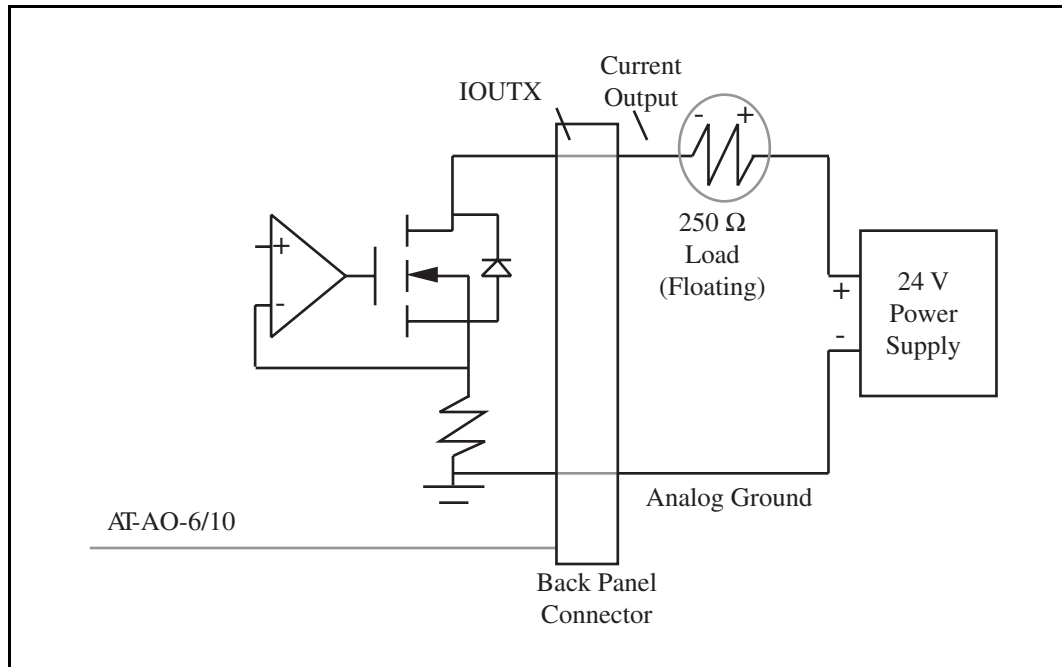 Current
Output
IOUTX
- +
250 Ω
Load
(Floating)
+
-
+
-
24 V
Power
Supply
Analog Ground
AT-AO-6/10
Back Panel
Connector